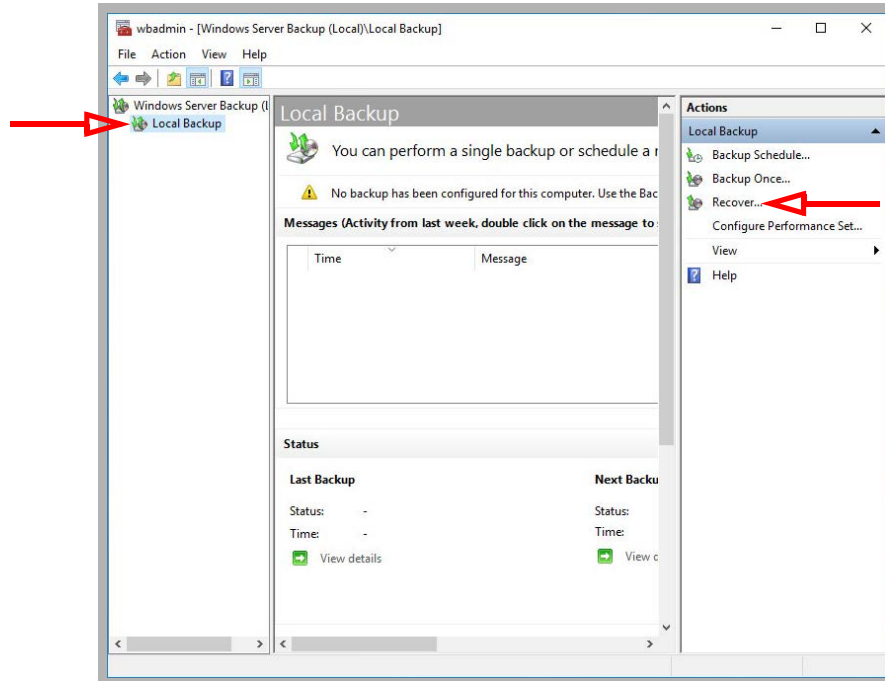 wbadmin - [Windows Server Backup (Local)\Local Backup]
File Action View Help
Windows Server Backup (L
Local Backup
Local Backup
You can perform a single backup or schedule a r
No backup has been configured for this computer. Use the Bac
Messages (Activity from last week, double click on the message to
Time Message
Status
Last Backup Next Backu
Status: - Status:
Time: - Time:
View details View
Actions
Local Backup
Backup Schedule...
Backup Once...
Recover...
Configure Performance Set...
View
Help